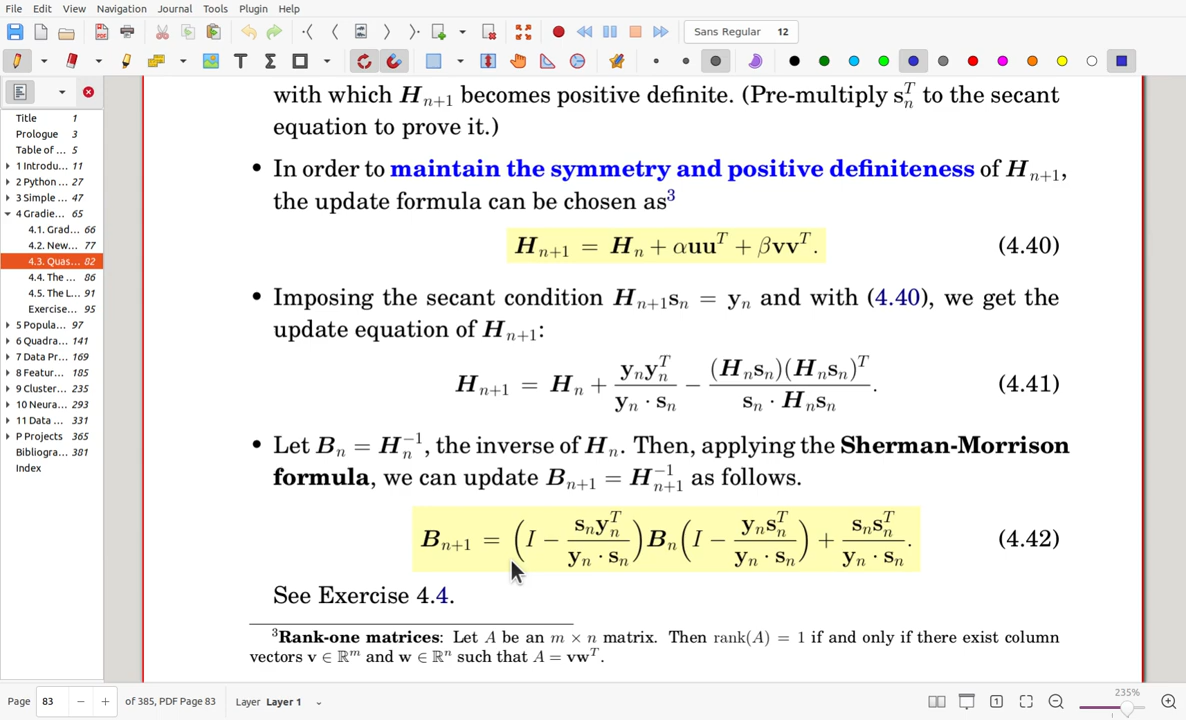 File Edit View Navigation Journal Tools Plugin Help
Sans Regular 12
Title 1
Prologue 3
Table of ... 5
1 Introdu... 11
2 Python ... 27
3 Simple ... 47
4 Gradie... 65
4.1. Grad... 66
4.2. New... 77
4.3. Quas... 82
4.4. The ... 86
4.5. The L... 91
Exercise... 95
5 Popula... 97
6 Quadra... 141
7 Data Pr... 169
8 Featur... 185
9 Cluster... 235
10 Neura... 293
11 Data ... 331
P Projects 365
Bibliogra... 381
Index
with which H_{n+1} becomes positive definite. (Pre-multiply s_n^T to the secant
equation to prove it.)
• In order to maintain the symmetry and positive definiteness of H_{n+1},
the update formula can be chosen as³
H_{n+1} = H_n + αuu^T + βvv^T. (4.40)
• Imposing the secant condition H_{n+1}s_n = y_n and with (4.40), we get the
update equation of H_{n+1}:
H_{n+1} = H_n + \frac{y_n y_n^T}{y_n · s_n} − \frac{(H_n s_n)(H_n s_n)^T}{s_n · H_n s_n}. (4.41)
• Let B_n = H_n^{-1}, the inverse of H_n. Then, applying the Sherman-Morrison
formula, we can update B_{n+1} = H_{n+1}^{-1} as follows.
B_{n+1} = (I − \frac{s_n y_n^T}{y_n · s_n}) B_n (I − \frac{y_n s_n^T}{y_n · s_n}) + \frac{s_n s_n^T}{y_n · s_n}. (4.42)
See Exercise 4.4.
³Rank-one matrices: Let A be an m × n matrix. Then rank(A) = 1 if and only if there exist column
vectors v ∈ ℝ^m and w ∈ ℝ^n such that A = vw^T.
Page 83 − + of 385, PDF Page 83 Layer Layer 1 235%